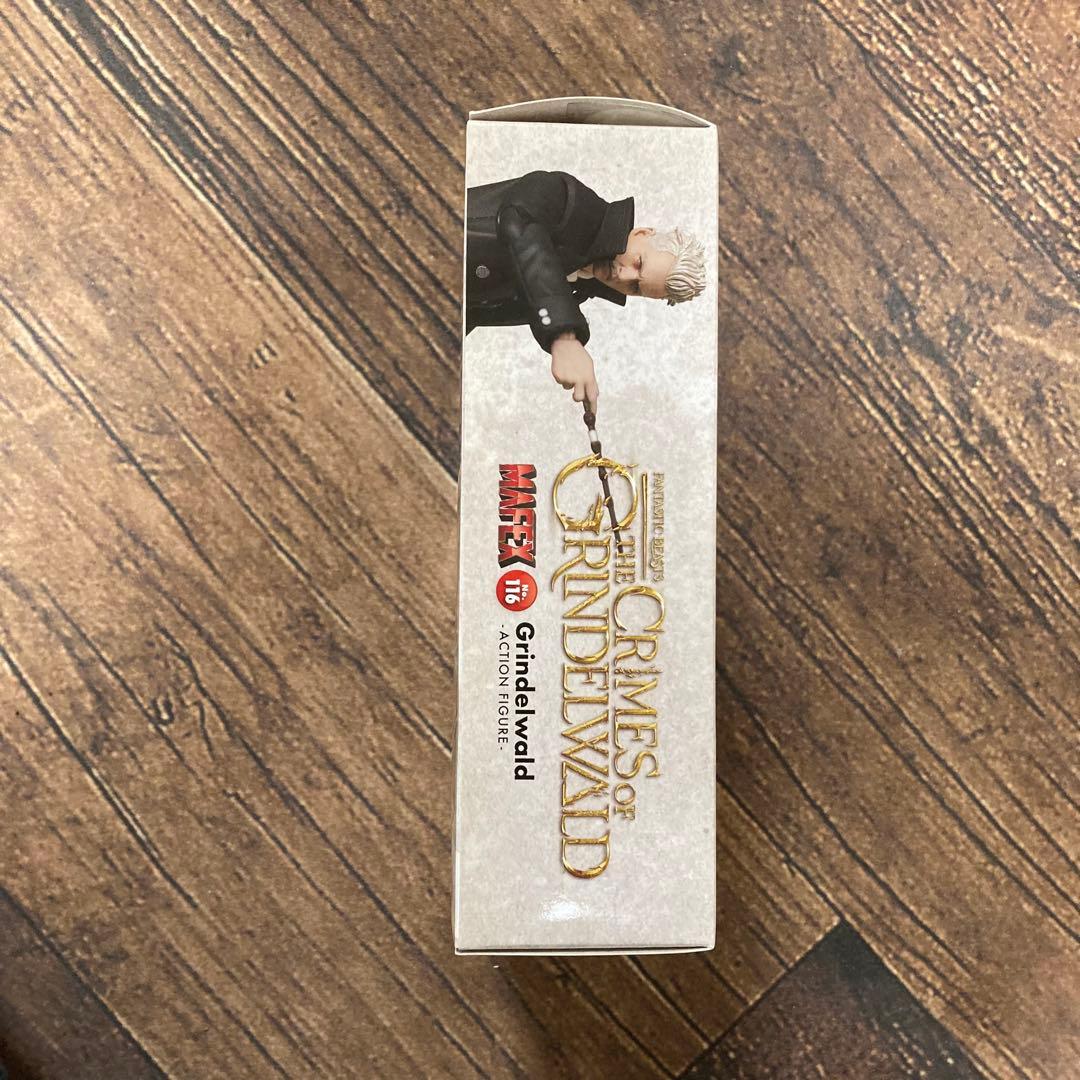 FANTASTIC BEASTS
THE CRIMES OF
GRINDELWALD
MAFEX No. 116 Grindelwald
- ACTION FIGURE -